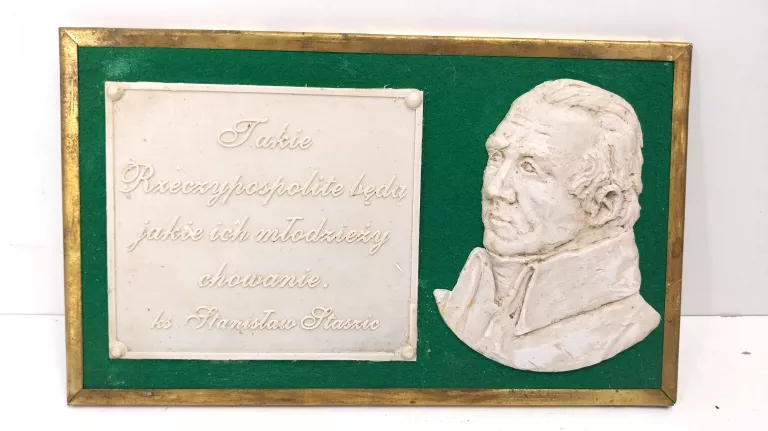 Takie
Rzeczypospolite będą
jakie ich młodzieży
chowanie.
ks Stanisław Staszic